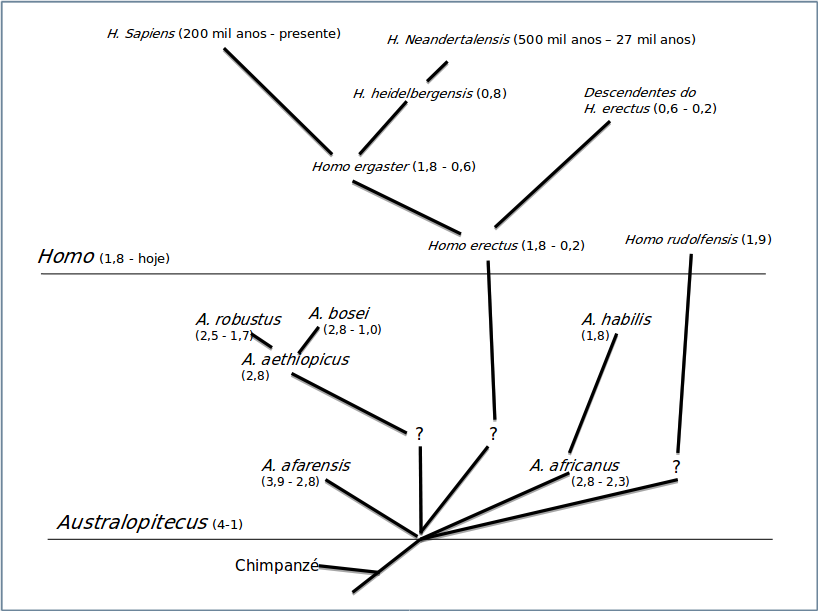 H. Sapiens (200 mil anos - presente)
H. Neandertalensis (500 mil anos – 27 mil anos)
H. heidelbergensis (0,8)
Descendentes do
H. erectus (0,6 - 0,2)
Homo ergaster (1,8 - 0,6)
Homo erectus (1,8 - 0,2)
Homo rudolfensis (1,9)
Homo (1,8 - hoje)
A. robustus
(2,5 - 1,7)
A. bosei
(2,8 - 1,0)
A. habilis
(1,8)
A. aethiopicus
(2,8)
?
?
A. afarensis
(3,9 - 2,8)
A. africanus
(2,8 - 2,3)
?
Australopitecus (4-1)
Chimpanzé